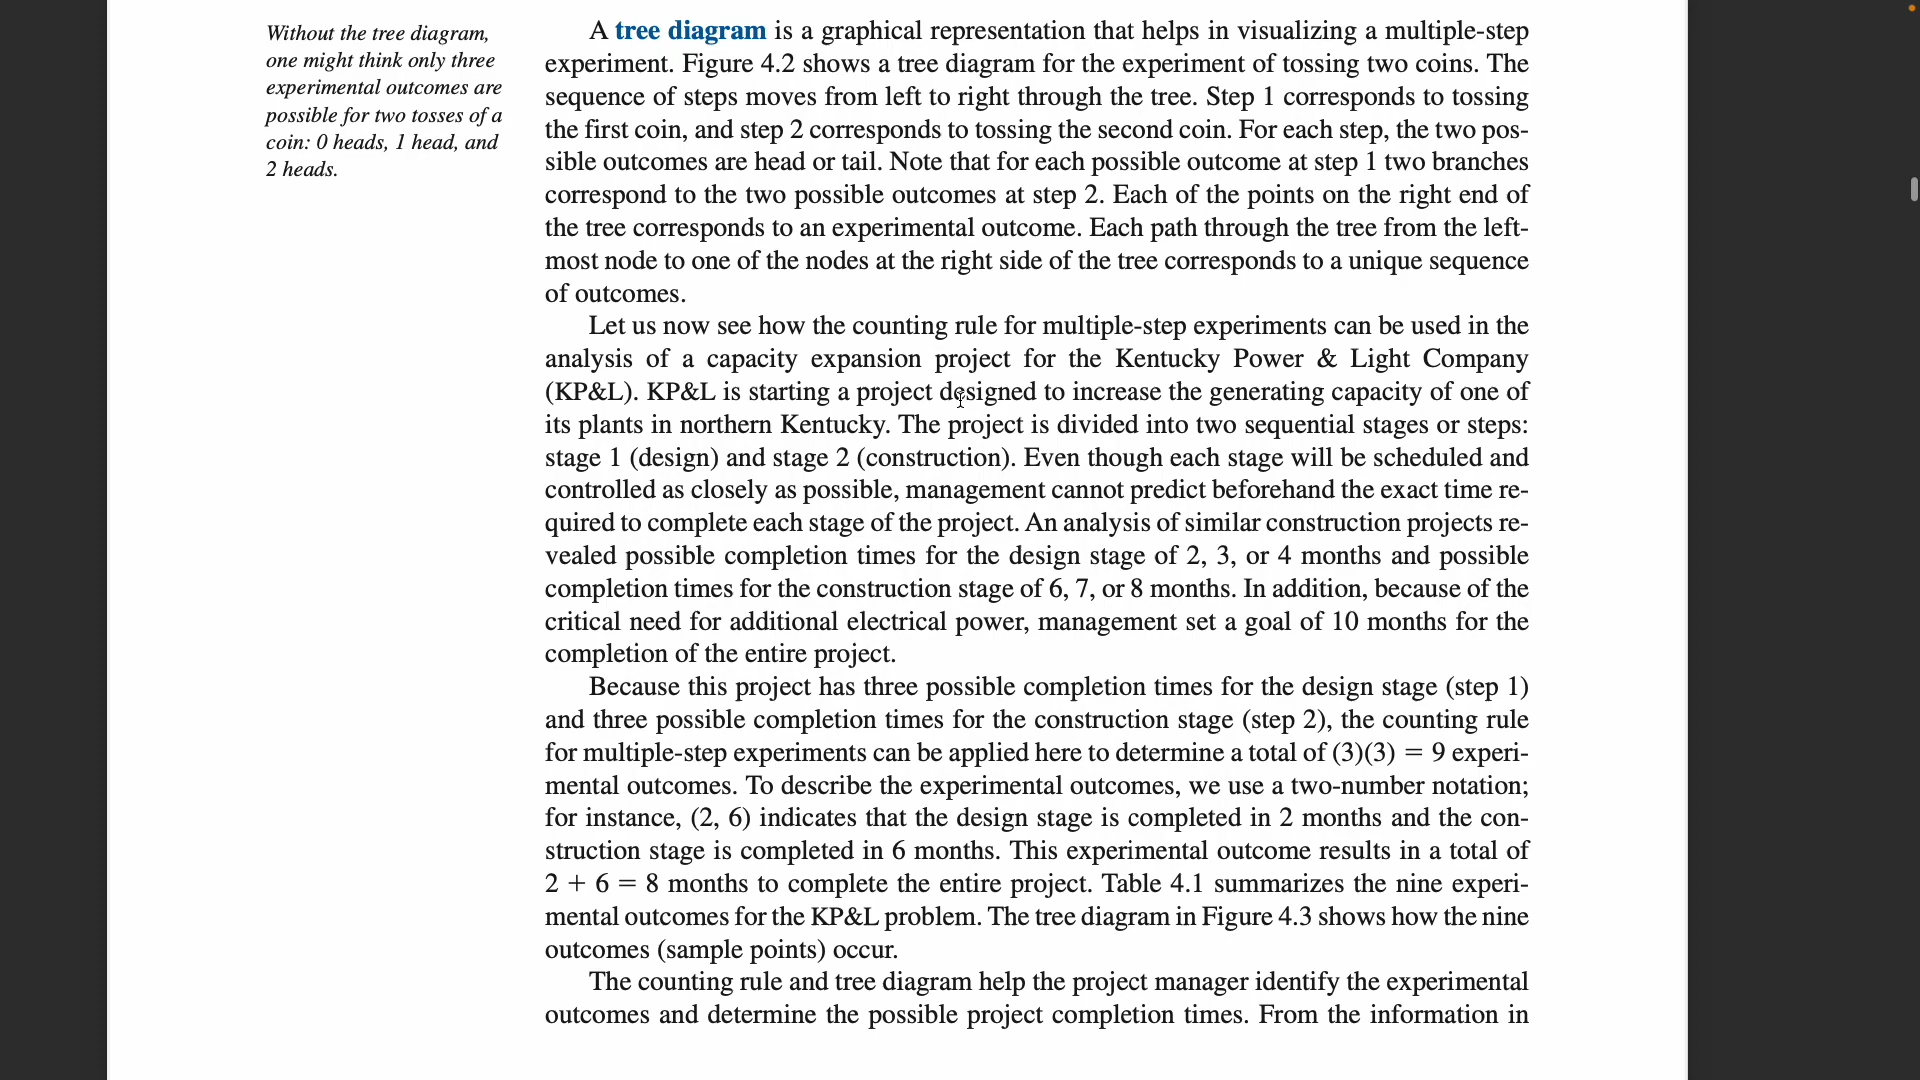 Without the tree diagram,
one might think only three
experimental outcomes are
possible for two tosses of a
coin: 0 heads, 1 head, and
2 heads.
A tree diagram is a graphical representation that helps in visualizing a multiple-step
experiment. Figure 4.2 shows a tree diagram for the experiment of tossing two coins. The
sequence of steps moves from left to right through the tree. Step 1 corresponds to tossing
the first coin, and step 2 corresponds to tossing the second coin. For each step, the two pos-
sible outcomes are head or tail. Note that for each possible outcome at step 1 two branches
correspond to the two possible outcomes at step 2. Each of the points on the right end of
the tree corresponds to an experimental outcome. Each path through the tree from the left-
most node to one of the nodes at the right side of the tree corresponds to a unique sequence
of outcomes.
Let us now see how the counting rule for multiple-step experiments can be used in the
analysis of a capacity expansion project for the Kentucky Power & Light Company
(KP&L). KP&L is starting a project designed to increase the generating capacity of one of
its plants in northern Kentucky. The project is divided into two sequential stages or steps:
stage 1 (design) and stage 2 (construction). Even though each stage will be scheduled and
controlled as closely as possible, management cannot predict beforehand the exact time re-
quired to complete each stage of the project. An analysis of similar construction projects re-
vealed possible completion times for the design stage of 2, 3, or 4 months and possible
completion times for the construction stage of 6, 7, or 8 months. In addition, because of the
critical need for additional electrical power, management set a goal of 10 months for the
completion of the entire project.
Because this project has three possible completion times for the design stage (step 1)
and three possible completion times for the construction stage (step 2), the counting rule
for multiple-step experiments can be applied here to determine a total of (3)(3) = 9 experi-
mental outcomes. To describe the experimental outcomes, we use a two-number notation;
for instance, (2, 6) indicates that the design stage is completed in 2 months and the con-
struction stage is completed in 6 months. This experimental outcome results in a total of
2 + 6 = 8 months to complete the entire project. Table 4.1 summarizes the nine experi-
mental outcomes for the KP&L problem. The tree diagram in Figure 4.3 shows how the nine
outcomes (sample points) occur.
The counting rule and tree diagram help the project manager identify the experimental
outcomes and determine the possible project completion times. From the information in